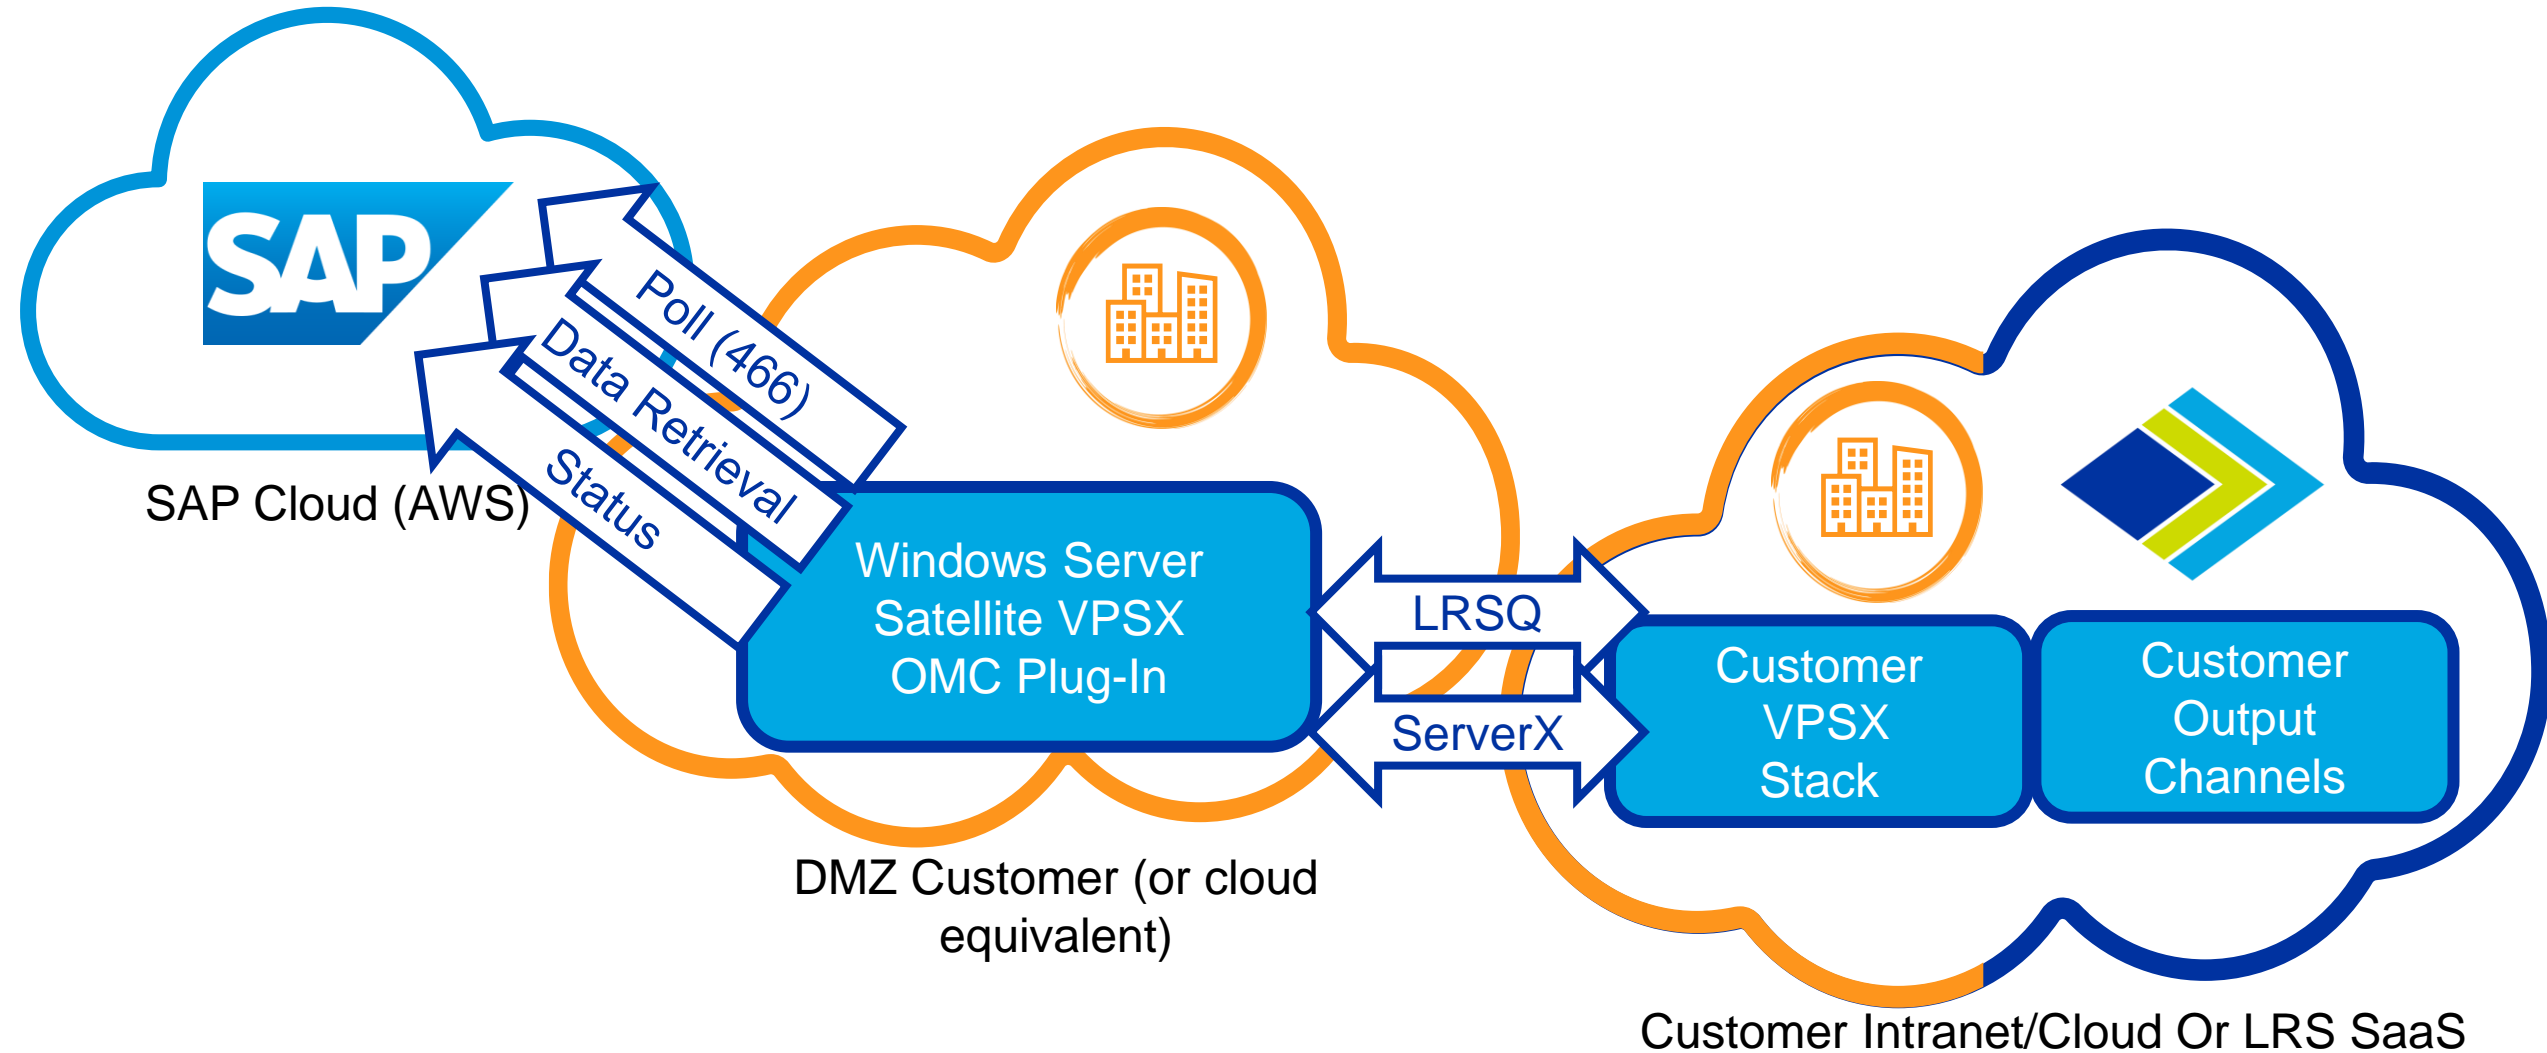 SAP
SAP Cloud (AWS)
Poll (466)
Data Retrieval
Status
Windows Server
Satellite VPSX
OMC Plug-In
DMZ Customer (or cloud
equivalent)
LRSQ
ServerX
Customer
VPSX
Stack
Customer
Output
Channels
Customer Intranet/Cloud Or LRS SaaS